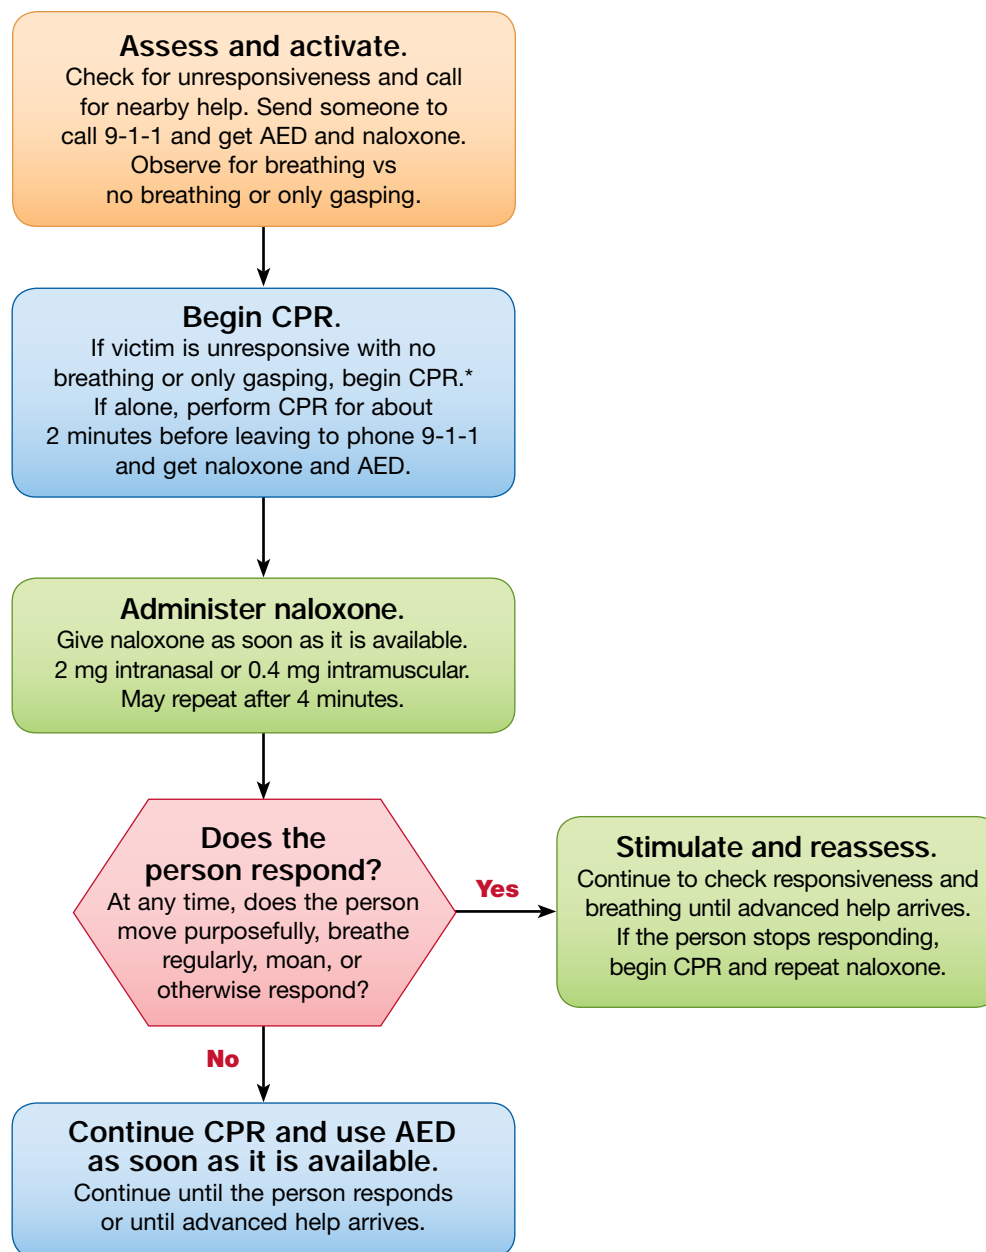 Assess and activate.
Check for unresponsiveness and call
for nearby help. Send someone to
call 9-1-1 and get AED and naloxone.
Observe for breathing vs
no breathing or only gasping.
Begin CPR.
If victim is unresponsive with no
breathing or only gasping, begin CPR.*
If alone, perform CPR for about
2 minutes before leaving to phone 9-1-1
and get naloxone and AED.
Administer naloxone.
Give naloxone as soon as it is available.
2 mg intranasal or 0.4 mg intramuscular.
May repeat after 4 minutes.
Does the
person respond?
At any time, does the person
move purposefully, breathe
regularly, moan, or
otherwise respond?
Yes
Stimulate and reassess.
Continue to check responsiveness and
breathing until advanced help arrives.
If the person stops responding,
begin CPR and repeat naloxone.
No
Continue CPR and use AED
as soon as it is available.
Continue until the person responds
or until advanced help arrives.